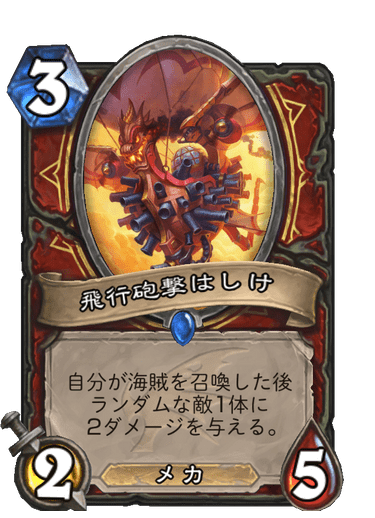 3
飛行砲撃はしけ
自分が海賊を召喚した後
ランダムな敵1体に
2ダメージを与える。
2
メカ
5